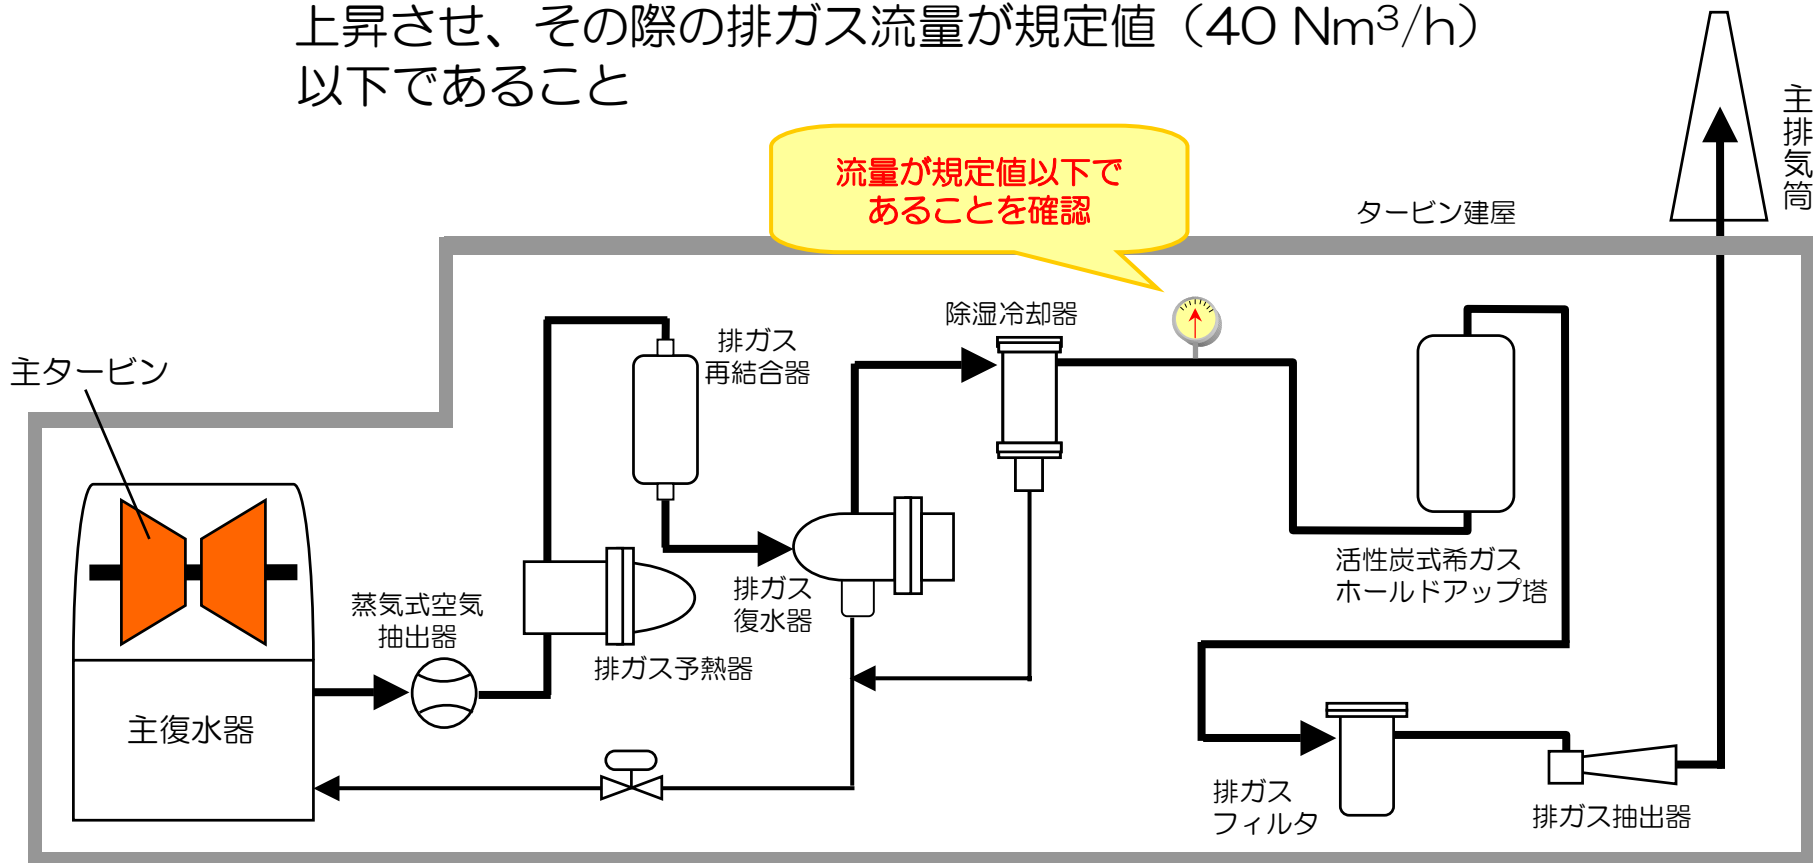 上昇させ、その際の排ガス流量が規定値（40 Nm³/h）
以下であること
主排気筒
流量が規定値以下で
あることを確認
タービン建屋
除湿冷却器
排ガス
再結合器
主タービン
活性炭式希ガス
ホールドアップ塔
排ガス
復水器
蒸気式空気
抽出器
排ガス予熱器
主復水器
排ガス
フィルタ
排ガス抽出器